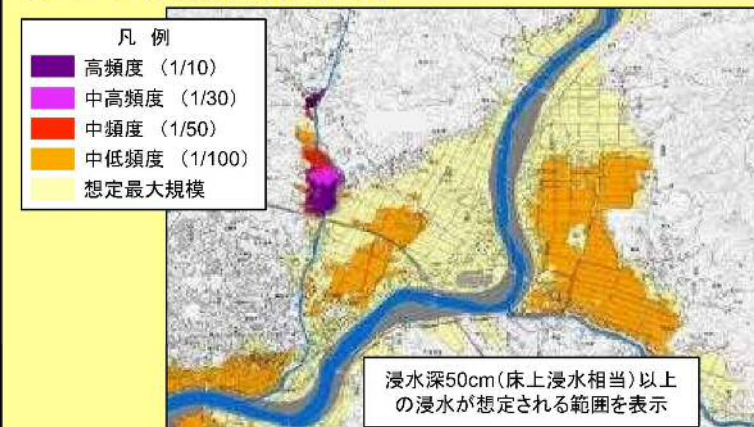 凡 例
高頻度 （1/10）
中高頻度 （1/30）
中頻度 （1/50）
中低頻度 （1/100）
想定最大規模
浸水深50cm（床上浸水相当）以上
の浸水が想定される範囲を表示